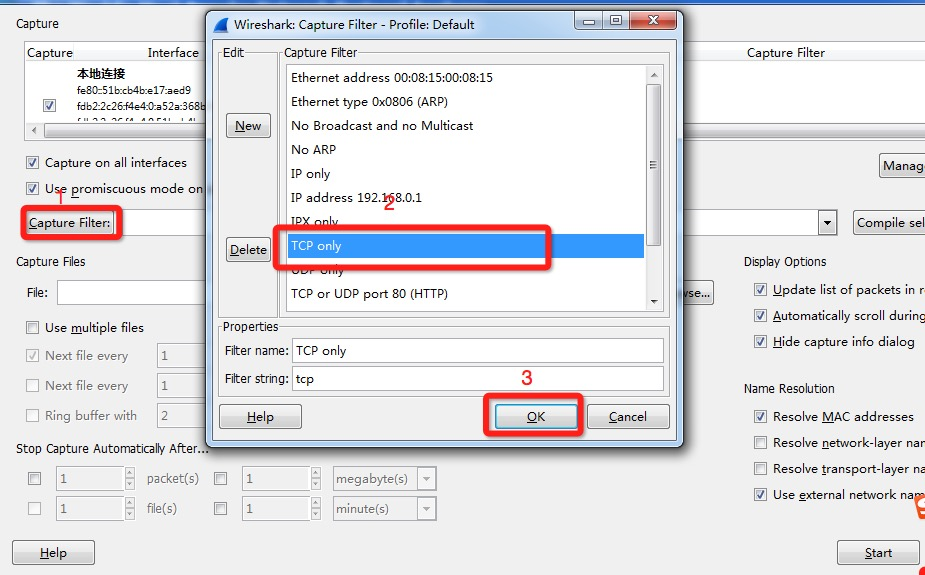 Wireshark: Capture Filter - Profile: Default
Capture
Capture Interface Capture Filter
本地连接
fe80::51b:cb4b:e17:aed9
fdb2:2c26:f4e4:0:a52a:368b
Capture on all interfaces
Use promiscuous mode on
Manag
1
Capture Filter:
Compile sel
Edit
New
Delete
Capture Filter
Ethernet address 00:08:15:00:08:15
Ethernet type 0x0806 (ARP)
No Broadcast and no Multicast
No ARP
IP only
IP address 192.168.0.1
2
IPX only
TCP only
UDP only
TCP or UDP port 80 (HTTP)
Properties
Filter name: TCP only
Filter string: tcp
3
Help OK Cancel
Capture Files
File:
wse...
Use multiple files
Next file every 1
Next file every 1
Ring buffer with 2
Stop Capture Automatically After...
1 packet(s) 1 megabyte(s)
1 file(s) 1 minute(s)
Display Options
Update list of packets in r
Automatically scroll during
Hide capture info dialog
Name Resolution
Resolve MAC addresses
Resolve network-layer nam
Resolve transport-layer na
Use external network nam
Help Start